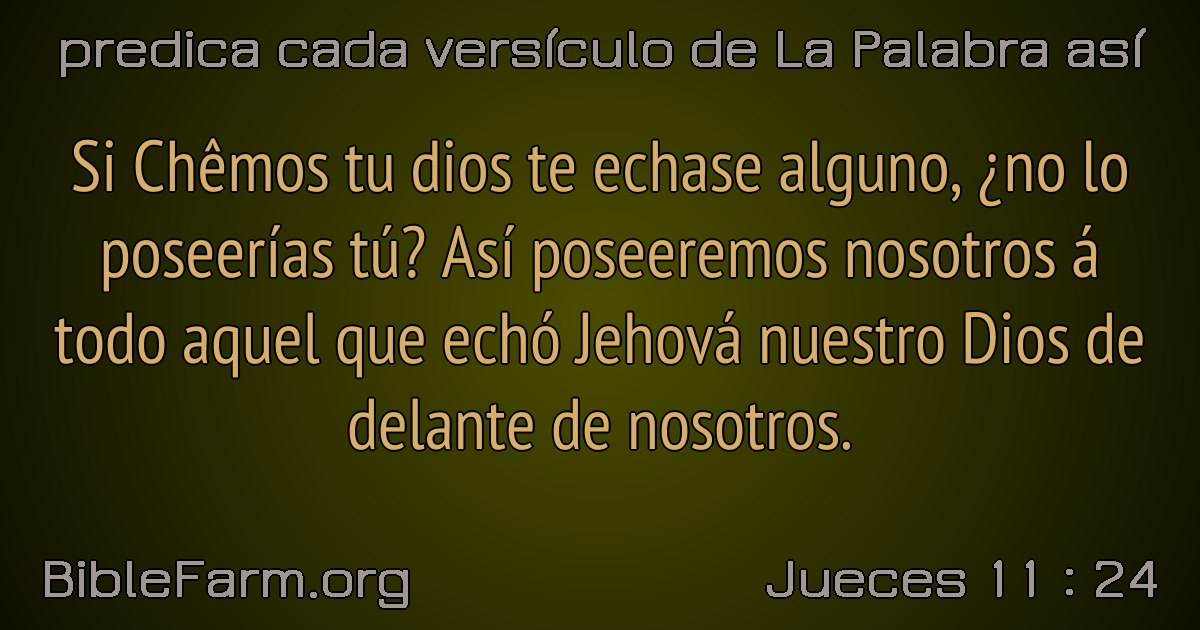 predica cada versículo de La Palabra así
Si Chêmos tu dios te echase alguno, ¿no lo
poseerías tú? Así poseeremos nosotros á
todo aquel que echó Jehová nuestro Dios de
delante de nosotros.
BibleFarm.org
Jueces 11 : 24